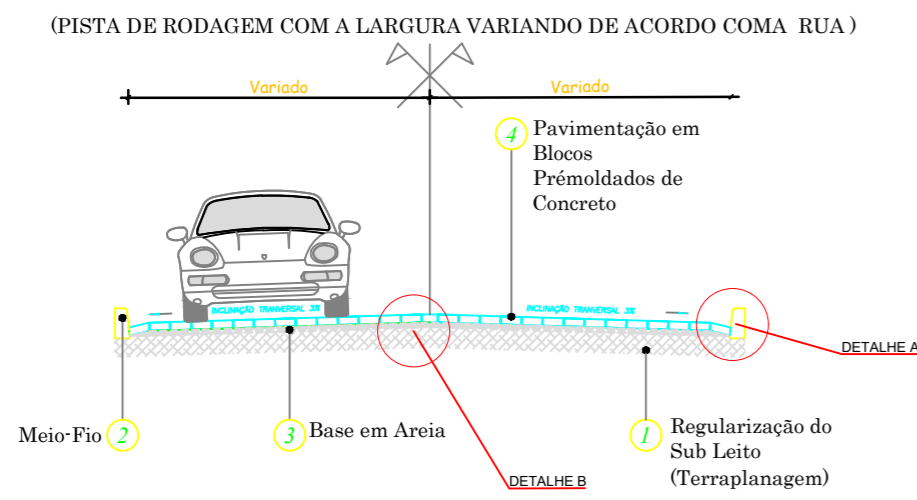 (PISTA DE RODAGEM COM A LARGURA VARIANDO DE ACORDO COMA RUA )
Variado
Variado
4
Pavimentação em
Blocos
Prémoldados de
Concreto
INCLINAÇÃO TRANVERSAL 3%
INCLINAÇÃO TRANVERSAL 3%
DETALHE A
Meio-Fio
2
3
Base em Areia
1
Regularização do
Sub Leito
(Terraplanagem)
DETALHE B